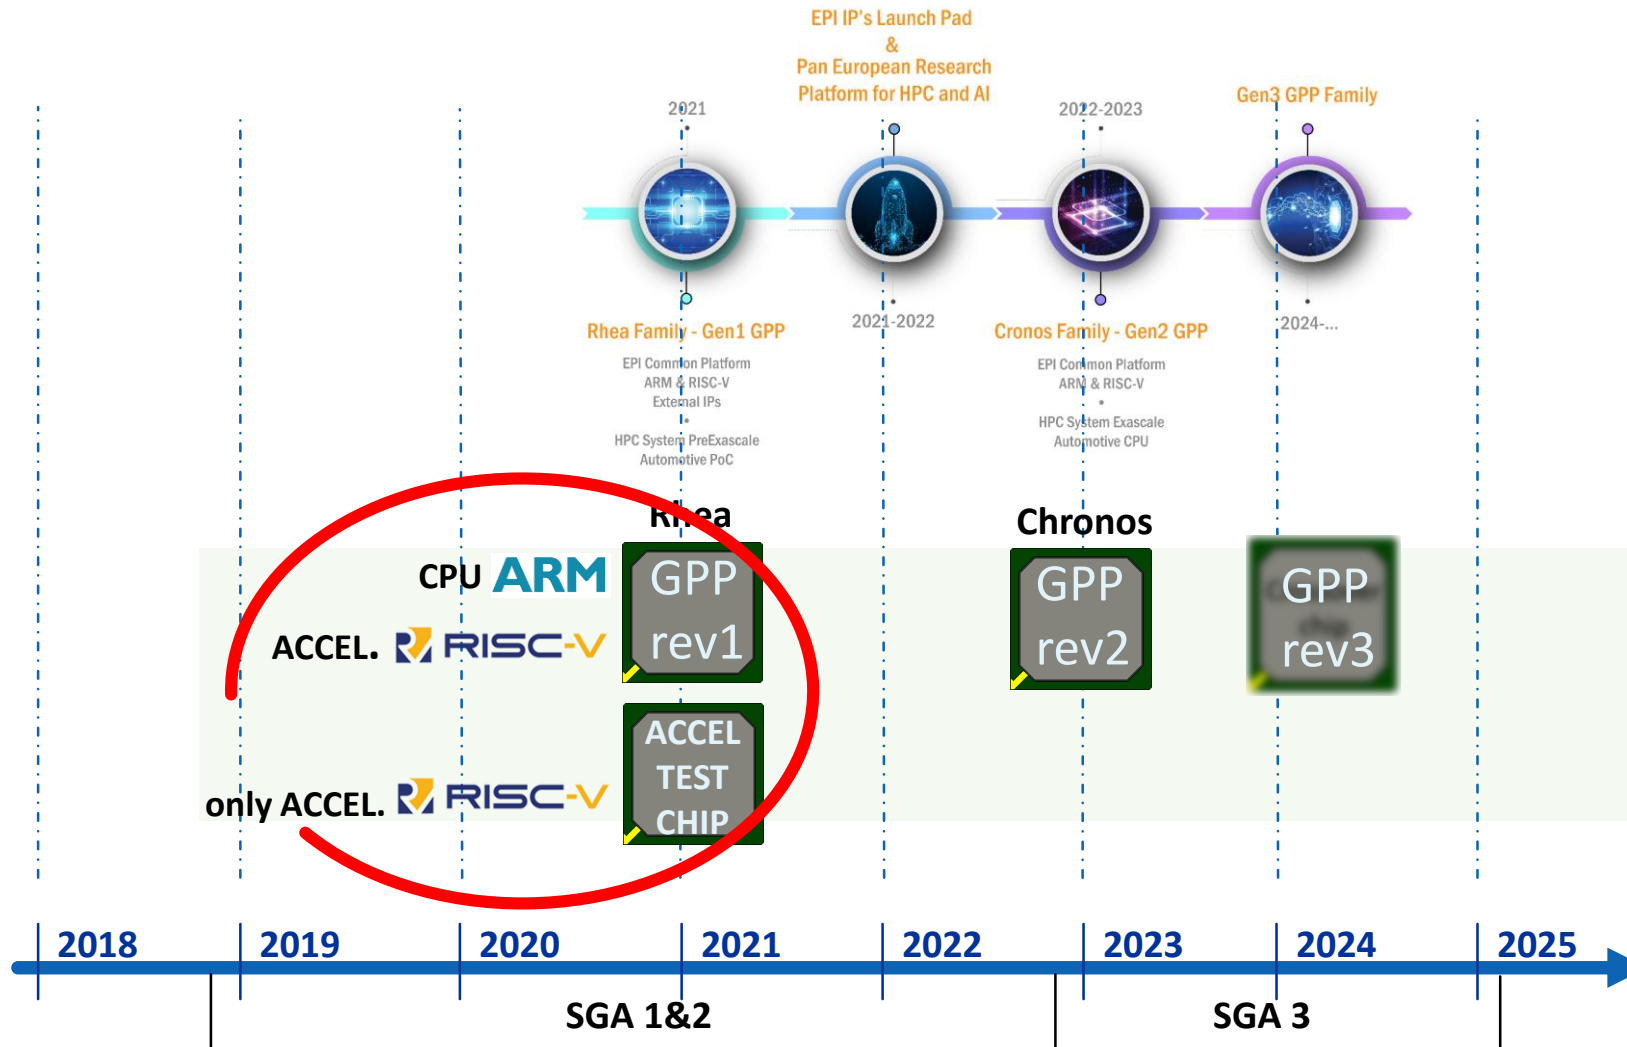 EPI IP's Launch Pad
&
Pan European Research
Platform for HPC and AI
2021
2022-2023
Gen3 GPP Family
Rhea Family - Gen1 GPP
2021-2022
Cronos Family - Gen2 GPP
2024-...
EPI Common Platform
ARM & RISC-V
External IPs
•
HPC System PreExascale
Automotive PoC
EPI Common Platform
ARM & RISC-V
•
HPC System Exascale
Automotive CPU
Rhea
Chronos
CPU ARM
GPP
rev1
GPP
rev2
GPP
rev3
chip
ACCEL. RISC-V
ACCEL
TEST
CHIP
only ACCEL. RISC-V
2018 2019 2020 2021 2022 2023 2024 2025
SGA 1&2 SGA 3